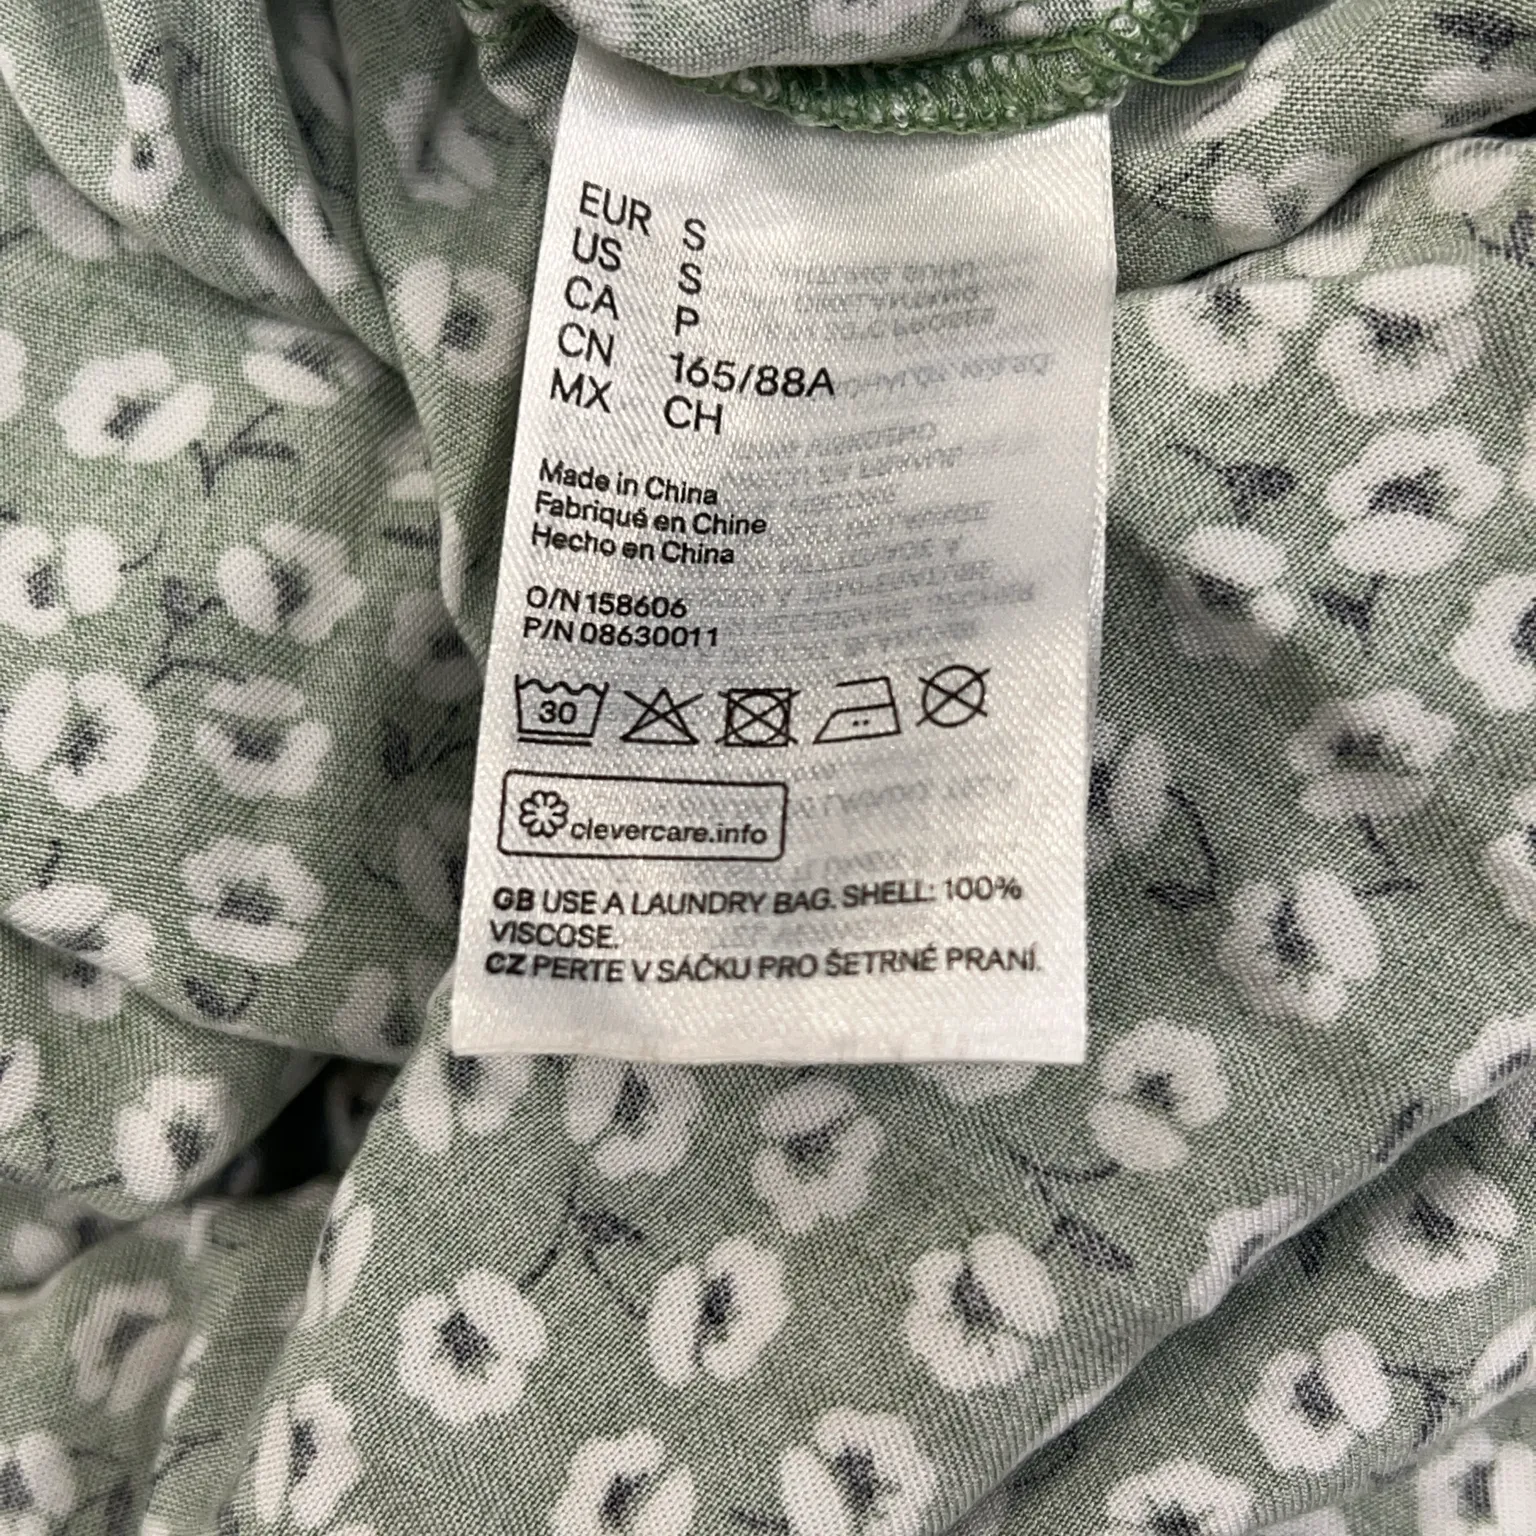 EUR S
US S
CA P
CN 165/88A
MX CH
Made in China
Fabriqué en Chine
Hecho en China
O/N 158606
P/N 08630011
30
clevercare.info
GB USE A LAUNDRY BAG. SHELL: 100%
VISCOSE.
CZ PERTE V SÁČKU PRO ŠETRNÉ PRANÍ.